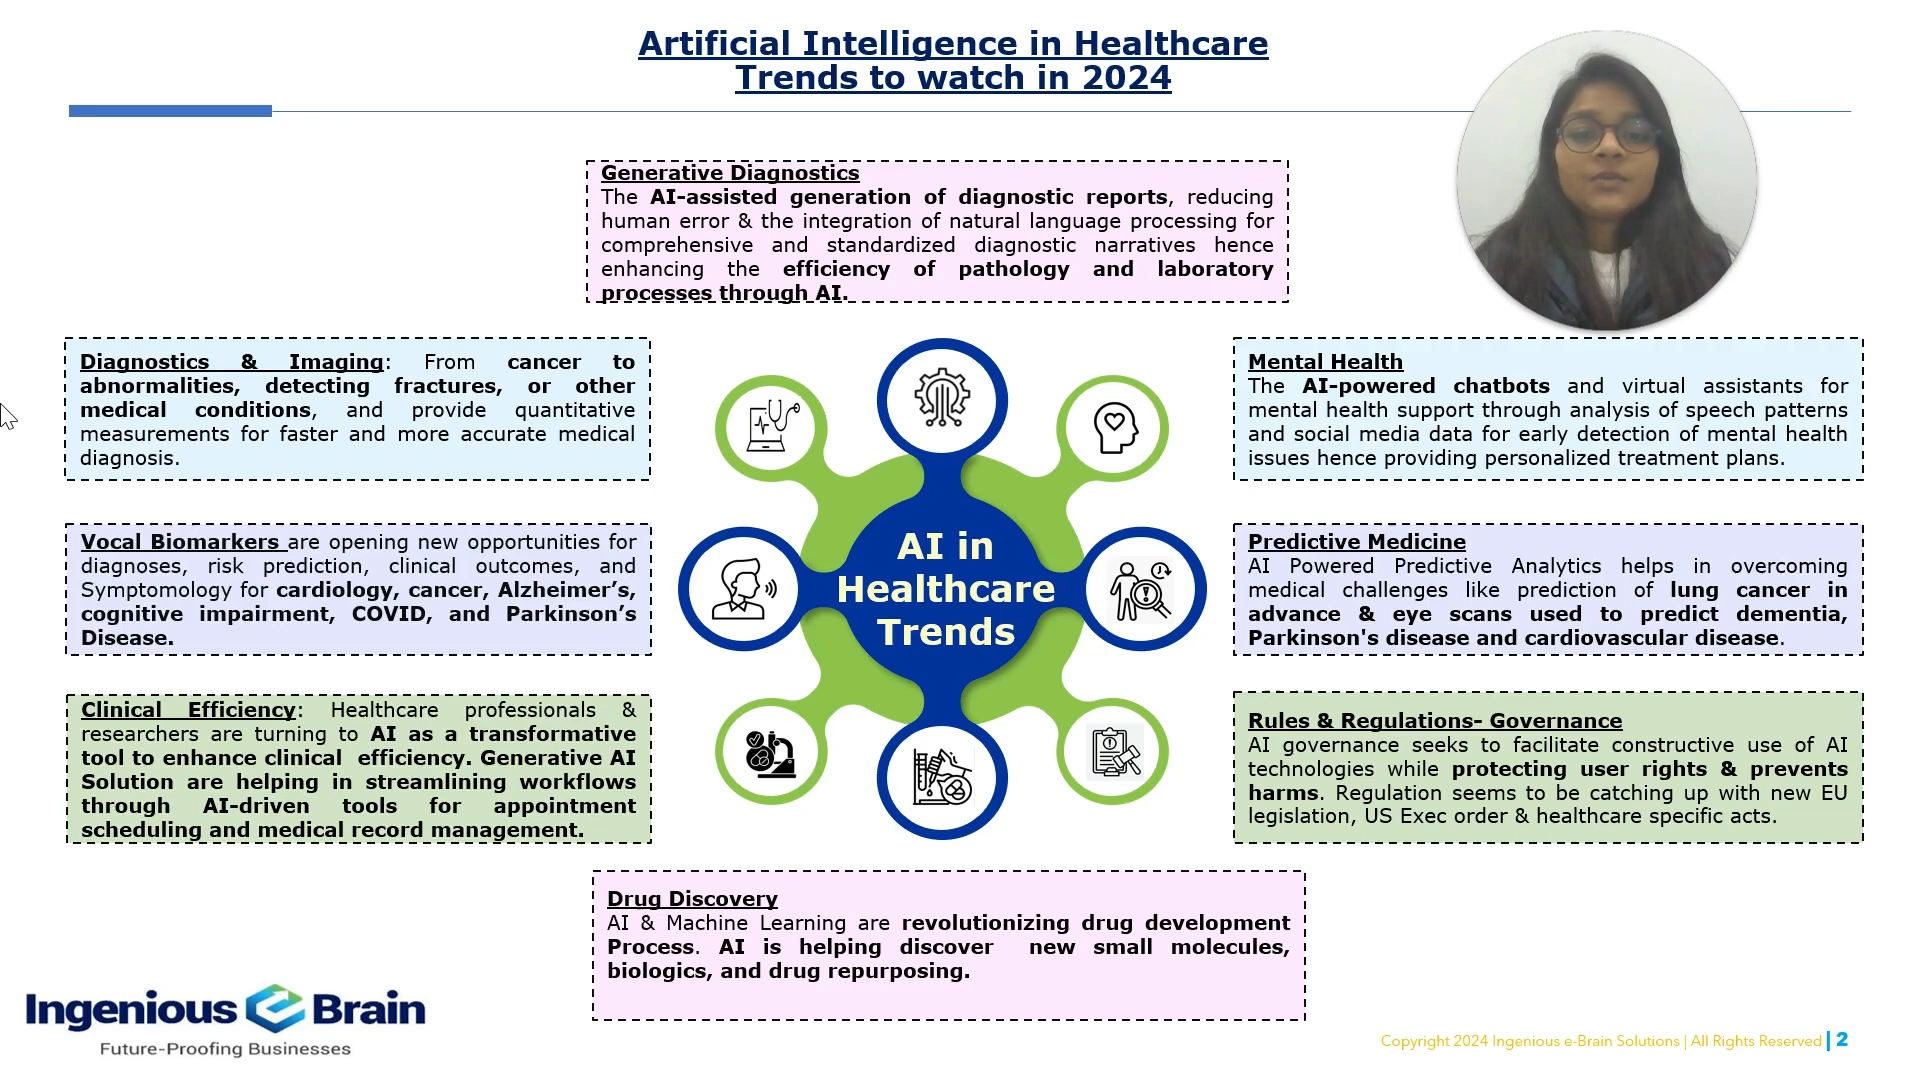 Artificial Intelligence in Healthcare
Trends to watch in 2024
Generative Diagnostics
The AI-assisted generation of diagnostic reports, reducing
human error & the integration of natural language processing for
comprehensive and standardized diagnostic narratives hence
enhancing the efficiency of pathology and laboratory
processes through AI.
Diagnostics & Imaging: From cancer to
abnormalities, detecting fractures, or other
medical conditions, and provide quantitative
measurements for faster and more accurate medical
diagnosis.
Mental Health
The AI-powered chatbots and virtual assistants for
mental health support through analysis of speech patterns
and social media data for early detection of mental health
issues hence providing personalized treatment plans.
Vocal Biomarkers are opening new opportunities for
diagnoses, risk prediction, clinical outcomes, and
Symptomology for cardiology, cancer, Alzheimer’s,
cognitive impairment, COVID, and Parkinson’s
Disease.
AI in
Healthcare
Trends
Predictive Medicine
AI Powered Predictive Analytics helps in overcoming
medical challenges like prediction of lung cancer in
advance & eye scans used to predict dementia,
Parkinson's disease and cardiovascular disease.
Clinical Efficiency: Healthcare professionals &
researchers are turning to AI as a transformative
tool to enhance clinical efficiency. Generative AI
Solution are helping in streamlining workflows
through AI-driven tools for appointment
scheduling and medical record management.
Rules & Regulations- Governance
AI governance seeks to facilitate constructive use of AI
technologies while protecting user rights & prevents
harms. Regulation seems to be catching up with new EU
legislation, US Exec order & healthcare specific acts.
Drug Discovery
AI & Machine Learning are revolutionizing drug development
Process. AI is helping discover new small molecules,
biologics, and drug repurposing.
Ingenious e Brain
Future-Proofing Businesses
Copyright 2024 Ingenious e-Brain Solutions | All Rights Reserved | 2